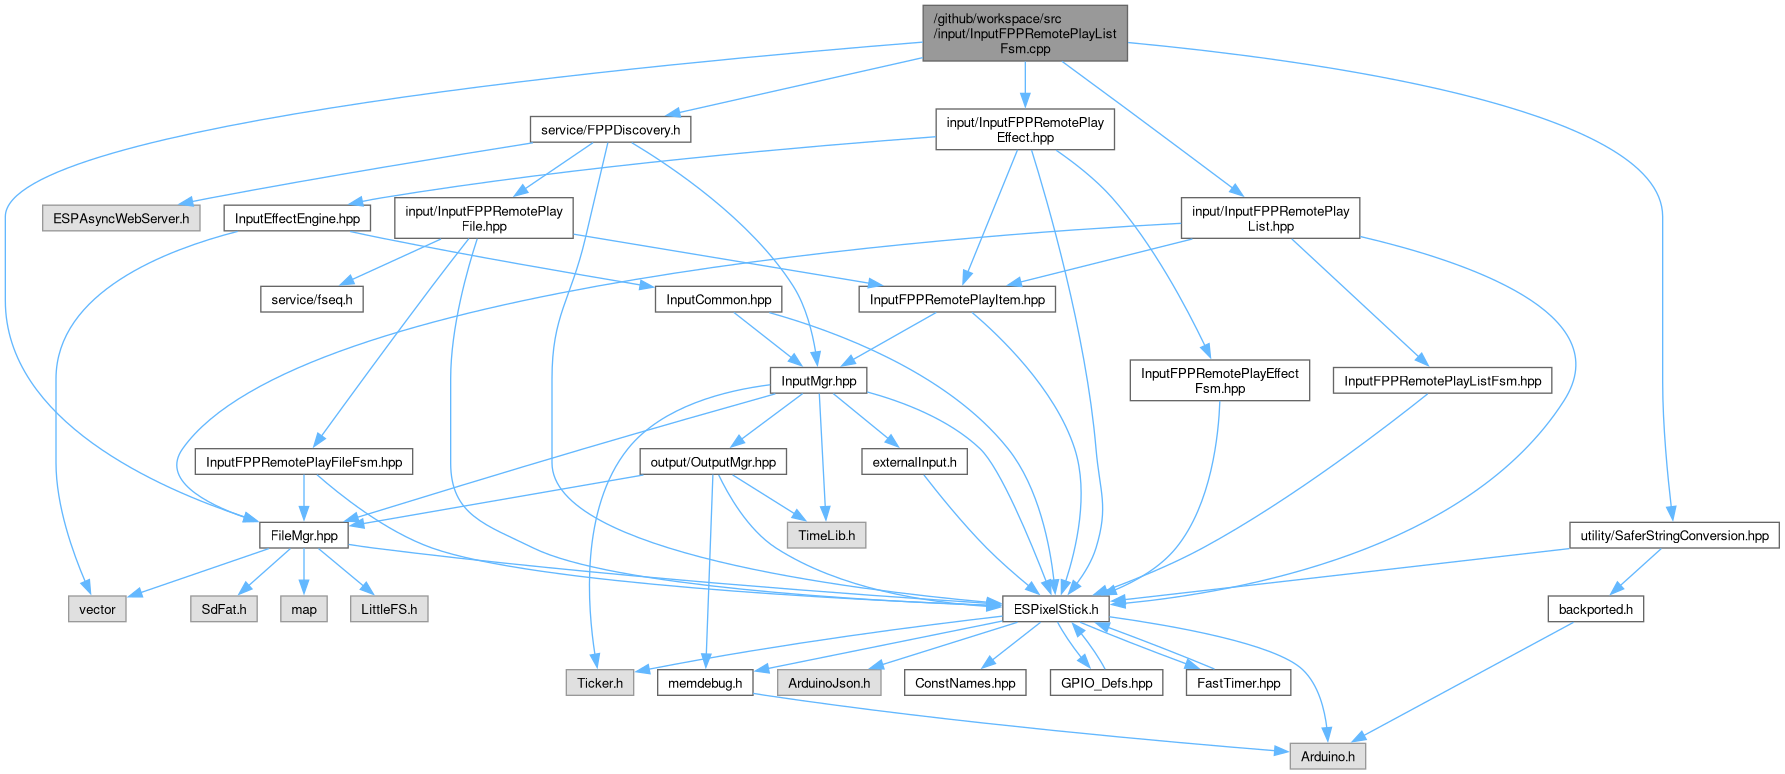 /github/workspace/src
/input/InputFPPRemotePlayList
Fsm.cpp
service/FPPDiscovery.h
input/InputFPPRemotePlay
Effect.hpp
ESPAsyncWebServer.h
InputEffectEngine.hpp
input/InputFPPRemotePlay
File.hpp
input/InputFPPRemotePlay
List.hpp
service/fseq.h
InputCommon.hpp
InputFPPRemotePlayItem.hpp
InputMgr.hpp
InputFPPRemotePlayEffect
Fsm.hpp
InputFPPRemotePlayListFsm.hpp
InputFPPRemotePlayFileFsm.hpp
output/OutputMgr.hpp
externalInput.h
FileMgr.hpp
TimeLib.h
utility/SaferStringConversion.hpp
vector
SdFat.h
map
LittleFS.h
ESPixelStick.h
backported.h
Ticker.h
memdebug.h
ArduinoJson.h
ConstNames.hpp
GPIO_Defs.hpp
FastTimer.hpp
Arduino.h